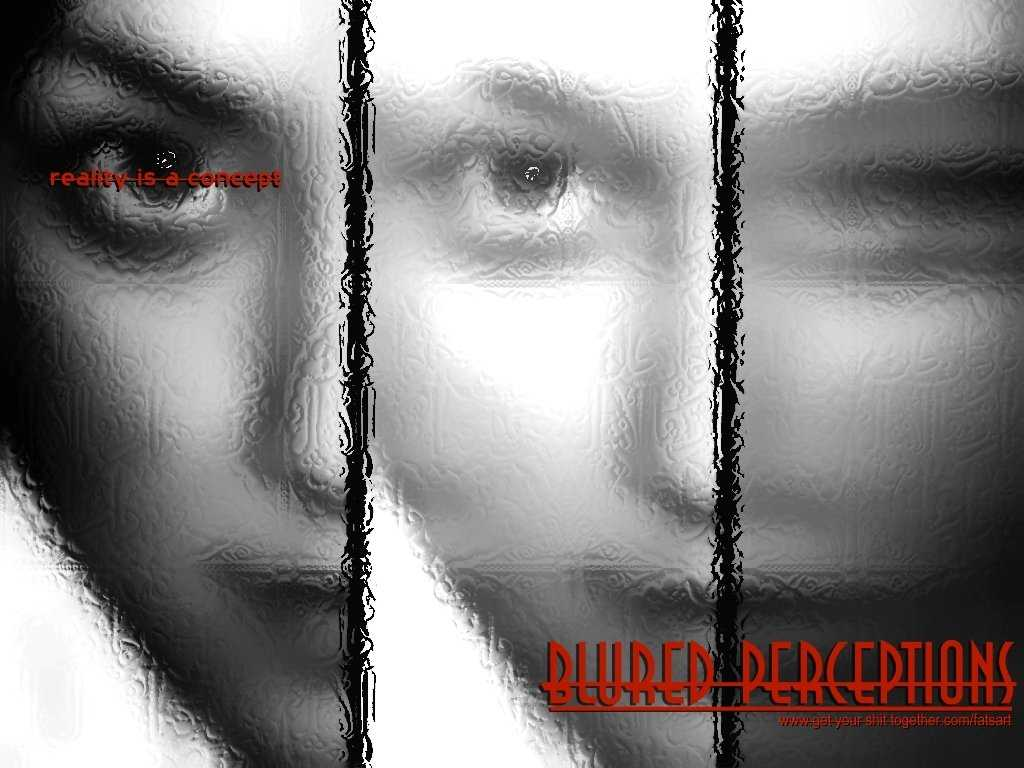 reality is a concept
BLURED PERCEPTIONS
www.get-your-shit-together.com/fatsart